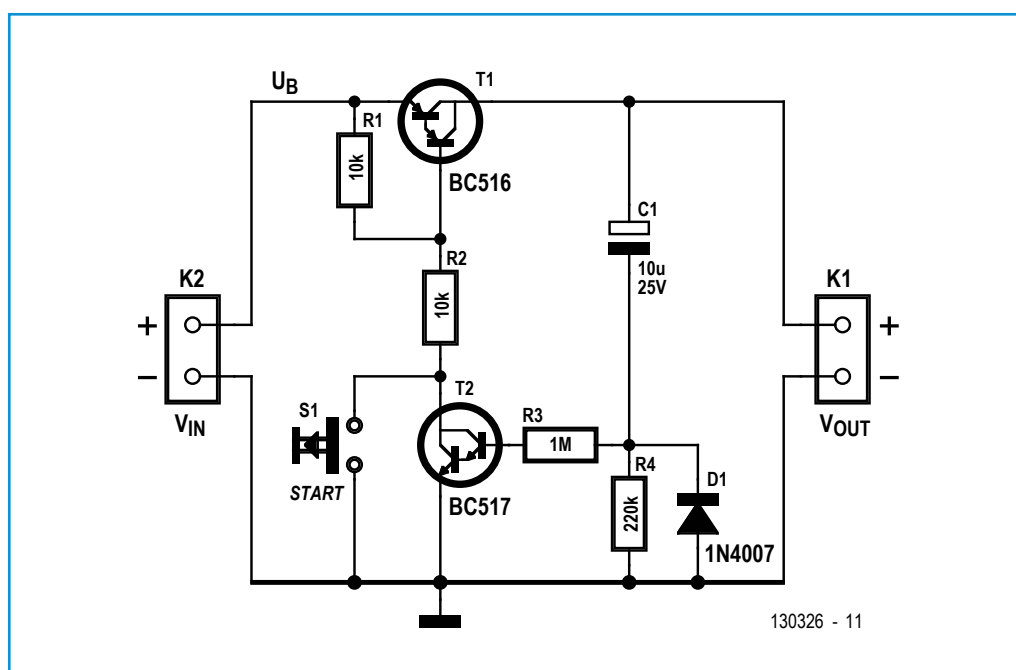 UB
T1
R1
10k
BC516
C1
10u
25V
R2
10k
K2
+
−
VIN
K1
+
−
VOUT
T2
S1
START
BC517
R3
1M
R4
220k
D1
1N4007
130326 - 11